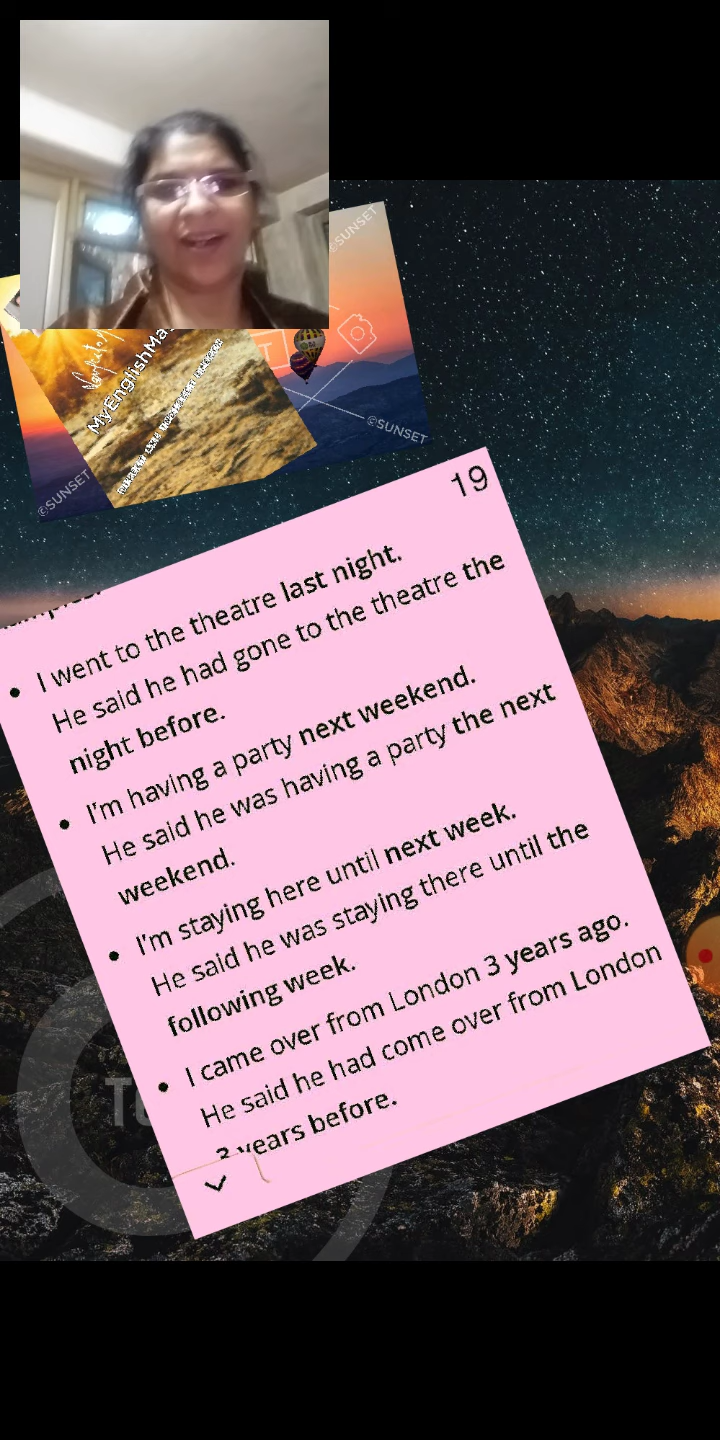 ©SUNSET
MyEnglishMa
T
©SUNSET
©SUNSET
19
• I went to the theatre last night.
He said he had gone to the theatre the
night before.
• I'm having a party next weekend.
He said he was having a party the next
weekend.
• I'm staying here until next week.
He said he was staying there until the
following week.
• I came over from London 3 years ago.
He said he had come over from London
3 years before.